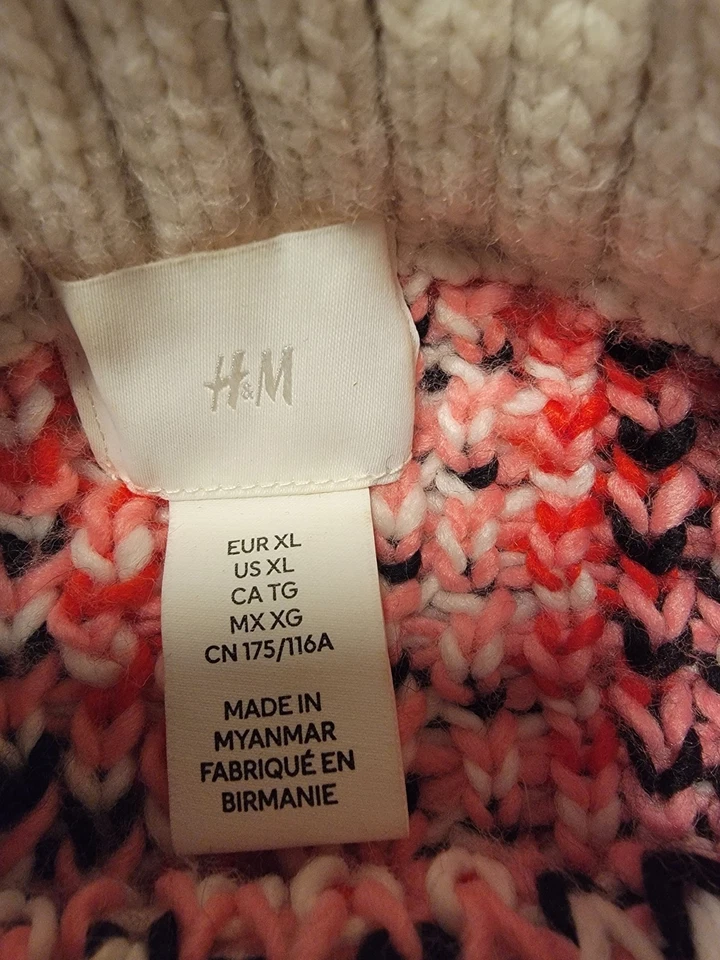 H&M
EUR XL
US XL
CA TG
MX XG
CN 175/116A
MADE IN
MYANMAR
FABRIQUÉ EN
BIRMANIE